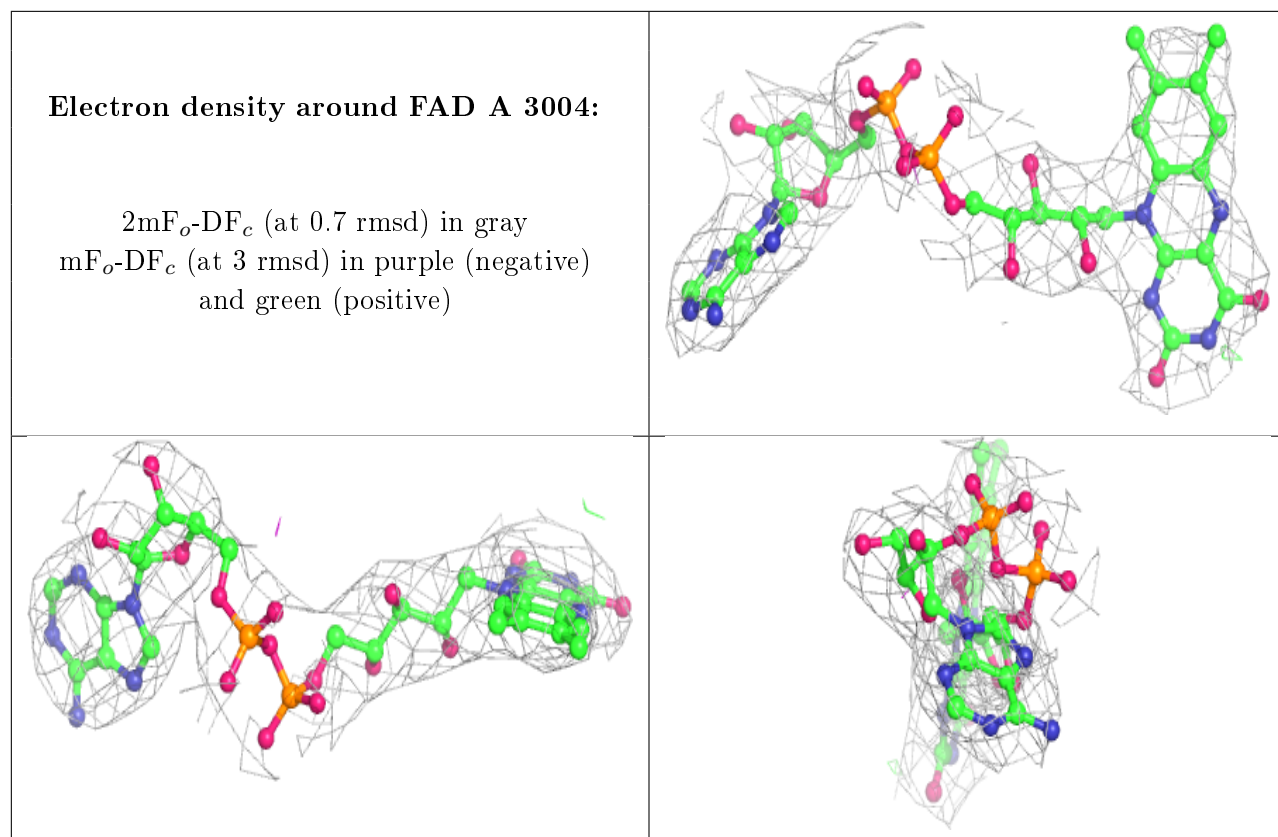 Electron density around FAD A 3004:
2mFₒ-DF𝒸 (at 0.7 rmsd) in gray
mFₒ-DF𝒸 (at 3 rmsd) in purple (negative)
and green (positive)